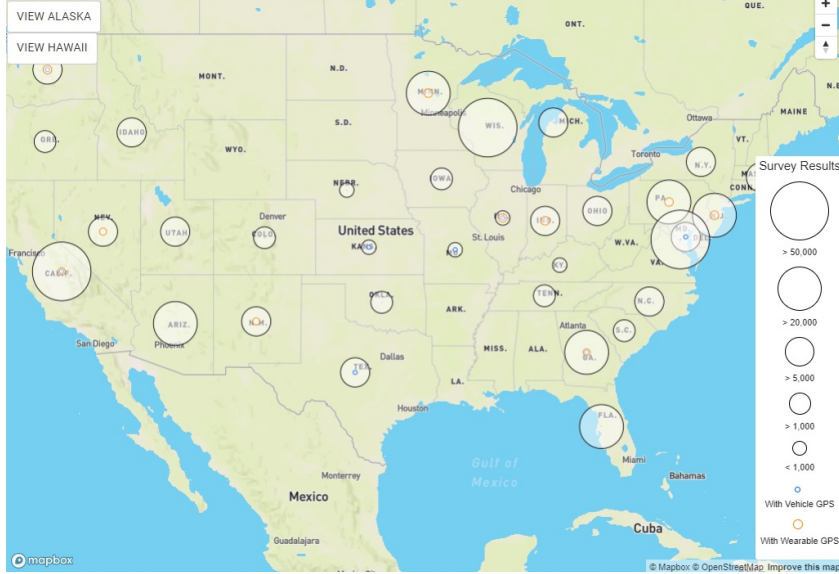 VIEW ALASKA
VIEW HAWAII
QUE.
ONT.
MONT.
N.D.
MINN.
Minneapolis
S.D.
WIS.
MICH.
Ottawa
MAINE
VT.
Toronto
N.Y.
CONN.
ORE.
IDAHO
WYO.
NEBR.
IOWA
Chicago
PA.
N.J.
NEV.
UTAH
Denver
COLO.
United States
KANS.
St. Louis
IND.
OHIO
W.VA.
MD.
DEL.
VA.
Francisco
CALIF.
KY.
OKLA.
TENN.
N.C.
ARK.
ARIZ.
N.M.
San Diego
Phoenix
Atlanta
S.C.
MISS.
ALA.
GA.
Dallas
TEX.
LA.
Houston
FLA.
Miami
Gulf of
Mexico
Bahamas
Monterrey
Mexico
Cuba
Guadalajara
Survey Results
> 50,000
> 20,000
> 5,000
> 1,000
< 1,000
With Vehicle GPS
With Wearable GPS
mapbox
© Mapbox © OpenStreetMap Improve this map